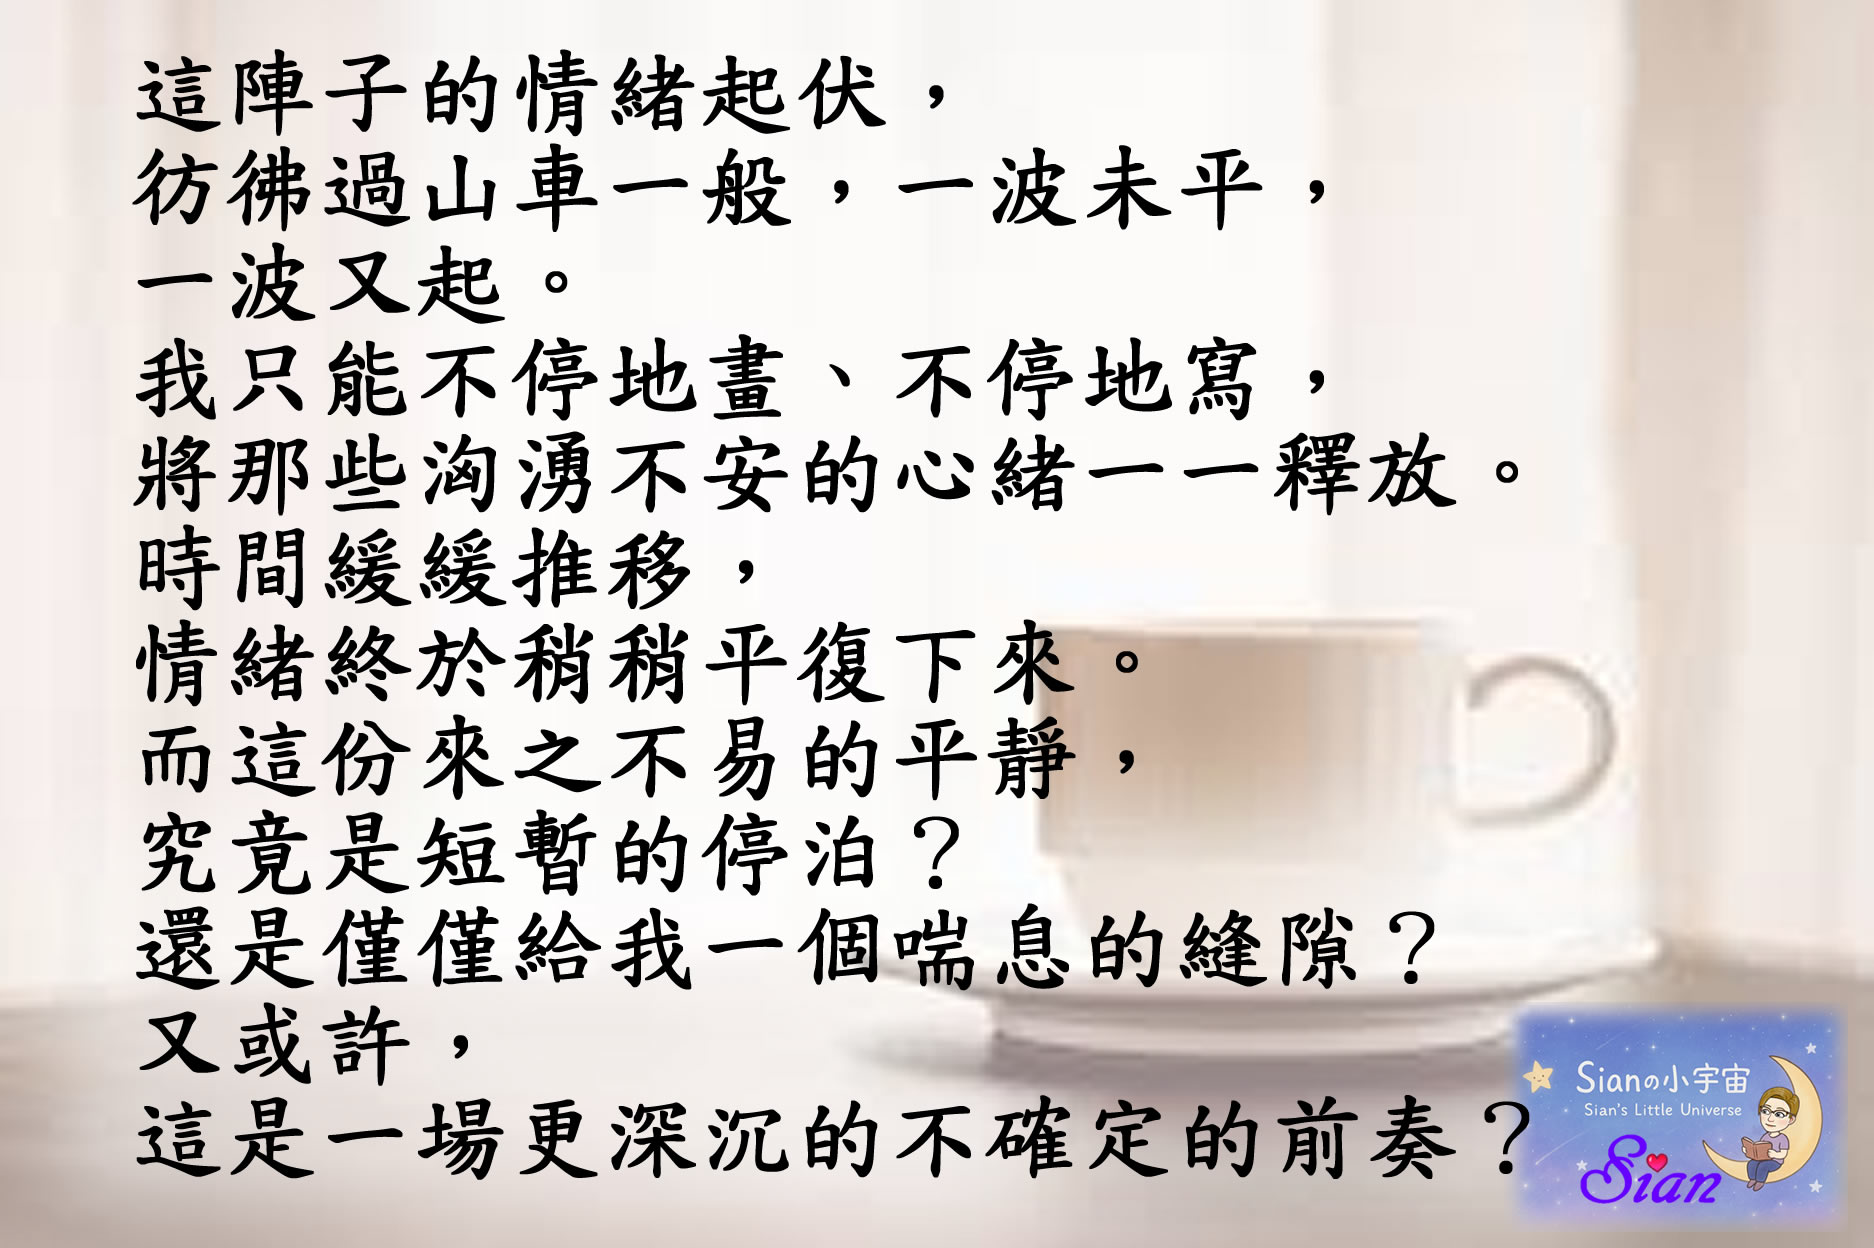 這陣子的情緒起伏，
彷彿過山車一般，一波未平，
一波又起。
我只能不停地畫、不停地寫，
將那些洶湧不安的心緒一一釋放。
時間緩緩推移，
情緒終於稍稍平復下來。
而這份來之不易的平靜，
究竟是短暫的停泊？
還是僅僅給我一個喘息的縫隙？
又或許，
這是一場更深沉的不確定的前奏？
Sianの小宇宙
Sian's Little Universe
Sian